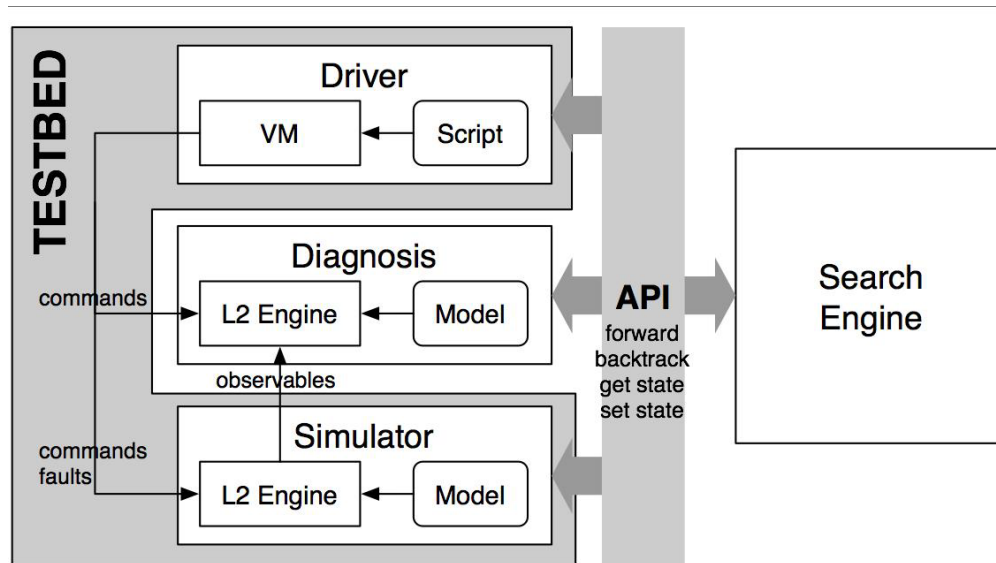 TESTBED
Driver
VM
Script
Diagnosis
commands
L2 Engine
Model
observables
Simulator
commands
faults
L2 Engine
Model
API
forward
backtrack
get state
set state
Search
Engine